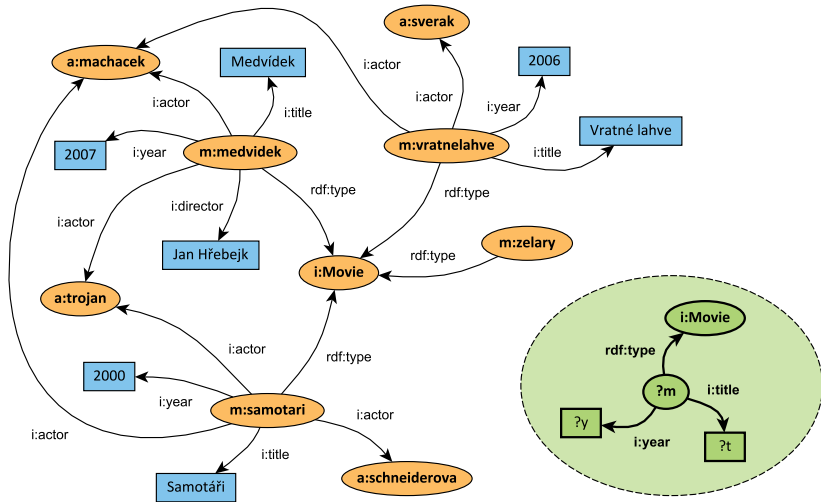 a:sverak
a:machacek
i:actor
Medvídek
2006
i:actor
i:actor
i:title
i:year
Vratné lahve
2007
i:year
m:medvidek
m:vratnelahve
i:title
i:director
rdf:type
rdf:type
i:actor
Jan Hřebejk
m:zelary
rdf:type
i:Movie
a:trojan
i:Movie
i:actor
rdf:type
rdf:type
2000
i:year
m:samotari
?m
i:title
i:actor
?y
i:year
?t
i:actor
i:title
Samotáři
a:schneiderova